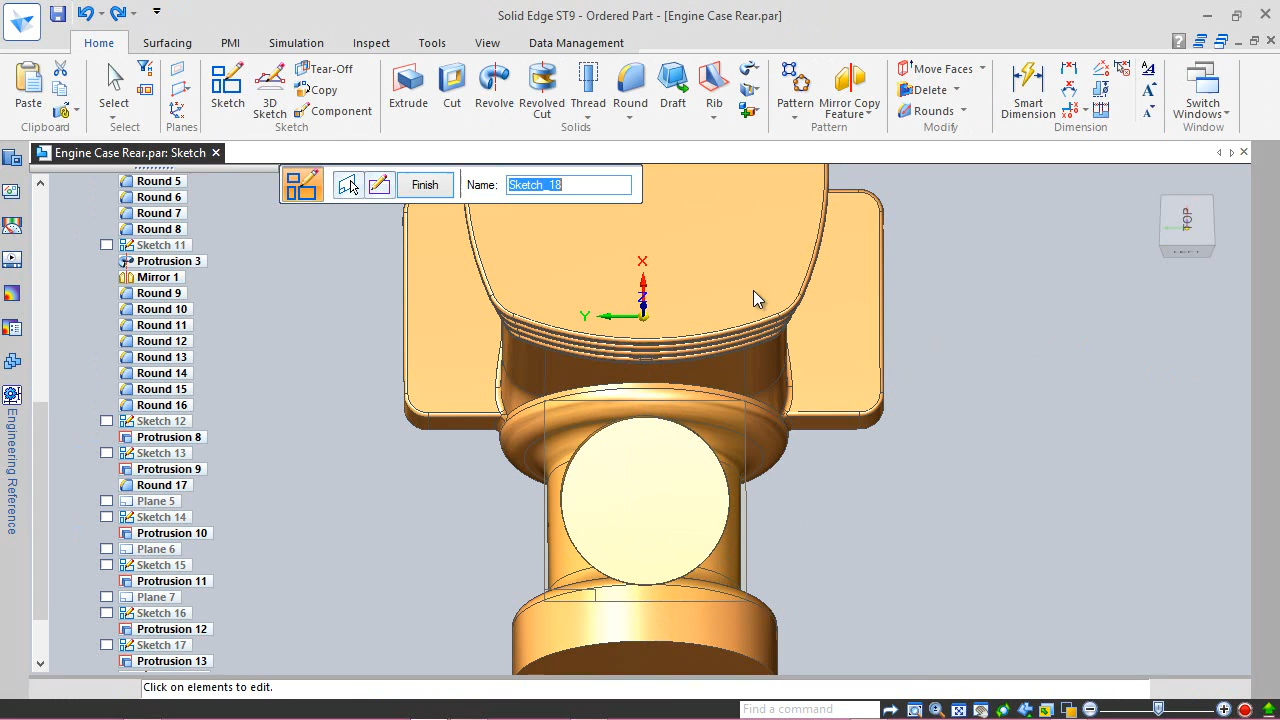 Solid Edge ST9 - Ordered Part - [Engine Case Rear.par]
Home Surfacing PMI Simulation Inspect Tools View Data Management
Paste
Clipboard
Select
Select
Planes
Sketch
3D Sketch
Tear-Off
Copy
Component
Sketch
Extrude
Cut
Revolve
Revolved Cut
Thread
Round
Draft
Rib
Solids
Pattern
Mirror Copy Feature
Pattern
Move Faces
Delete
Rounds
Modify
Smart Dimension
Dimension
Switch Windows
Window
Engine Case Rear.par: Sketch
Finish
Name: Sketch_18
Round 5
Round 6
Round 7
Round 8
Sketch 11
Protrusion 3
Mirror 1
Round 9
Round 10
Round 11
Round 12
Round 13
Round 14
Round 15
Round 16
Sketch 12
Protrusion 8
Sketch 13
Protrusion 9
Round 17
Plane 5
Sketch 14
Protrusion 10
Plane 6
Sketch 15
Protrusion 11
Plane 7
Sketch 16
Protrusion 12
Sketch 17
Protrusion 13
Engineering Reference
X
Z
Y
TOP
Click on elements to edit.
Find a command